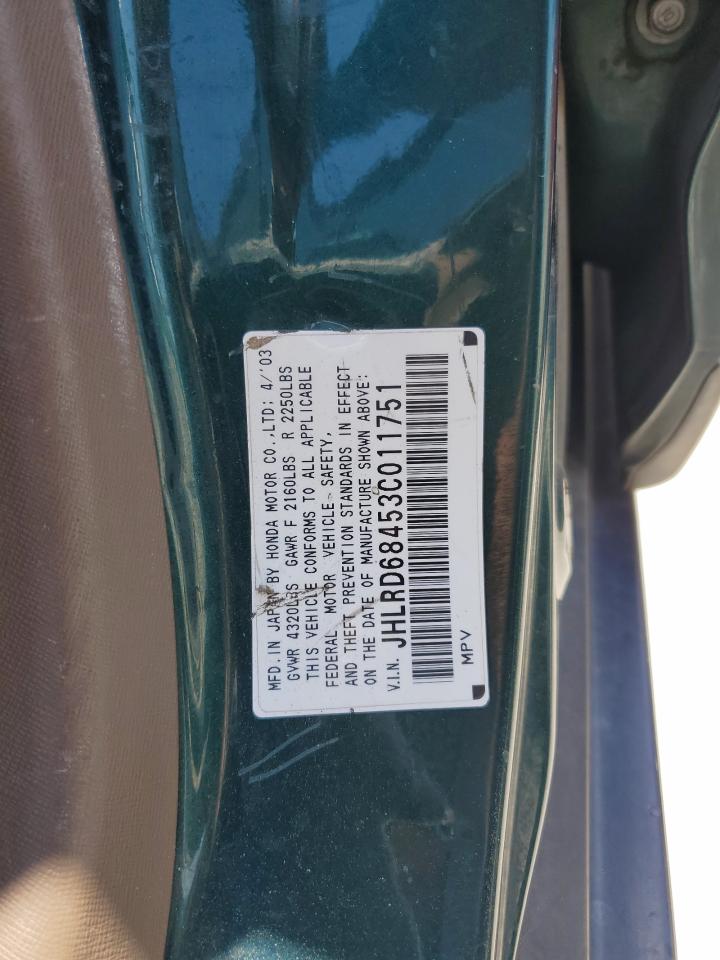 MFD. IN JAPAN BY HONDA MOTOR CO., LTD: 4/'03
GVWR 4320LBS GAWR F 2160LBS R 2250LBS
THIS VEHICLE CONFORMS TO ALL APPLICABLE
FEDERAL MOTOR VEHICLE SAFETY,
AND THEFT PREVENTION STANDARDS IN EFFECT
ON THE DATE OF MANUFACTURE SHOWN ABOVE:
V.I.N. JHLRD68453C011751
MPV